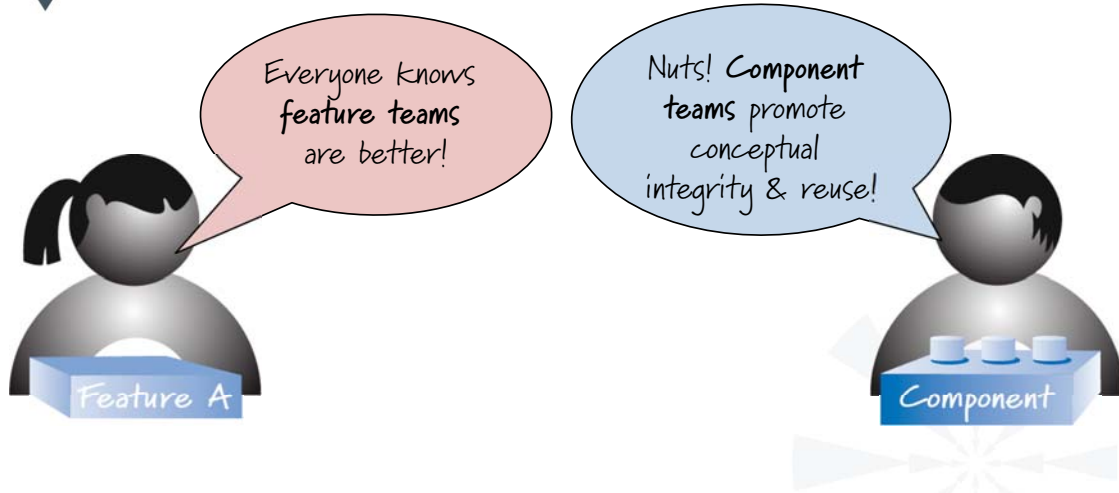 Everyone knows
feature teams
are better!
Nuts! Component
teams promote
conceptual
integrity & reuse!
Feature A
Component